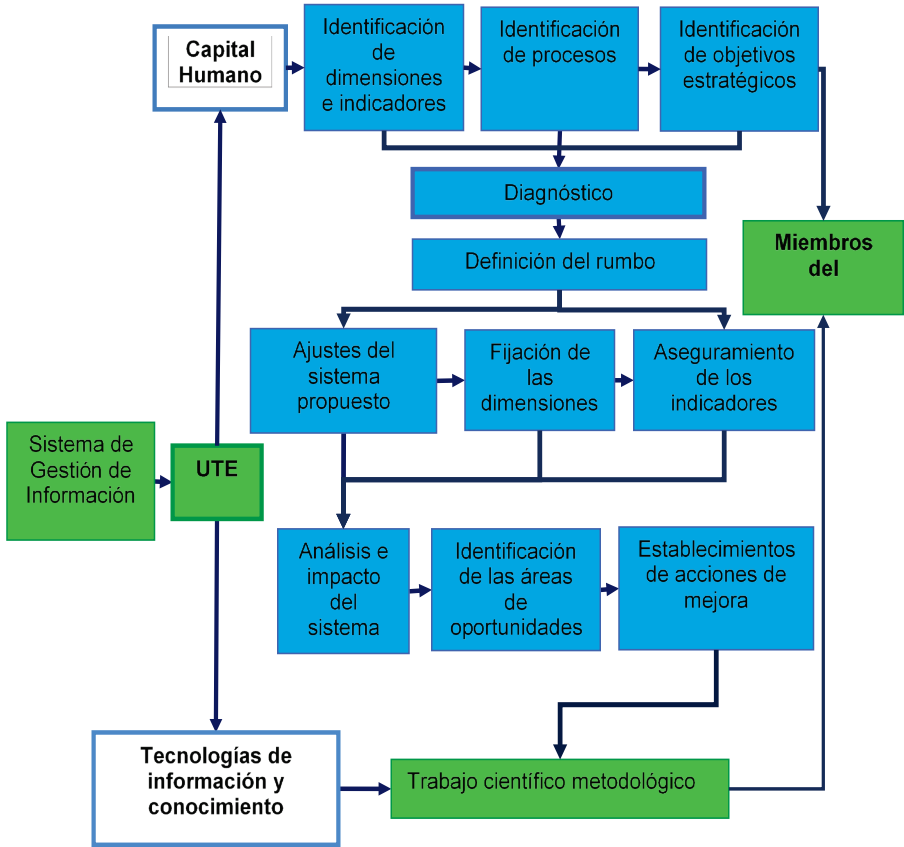 Capital
Humano
Identificación
de
dimensiones
e indicadores
Identificación
de procesos
Identificación
de objetivos
estratégicos
Diagnóstico
Miembros
del
Definición del rumbo
Ajustes del
sistema
propuesto
Fijación de
las
dimensiones
Aseguramiento
de los
indicadores
Sistema de
Gestión de
Información
UTE
Análisis e
impacto del
sistema
Identificación
de las áreas
de
oportunidades
Establecimientos
de acciones de
mejora
Tecnologías de
información y
conocimiento
Trabajo científico metodológico